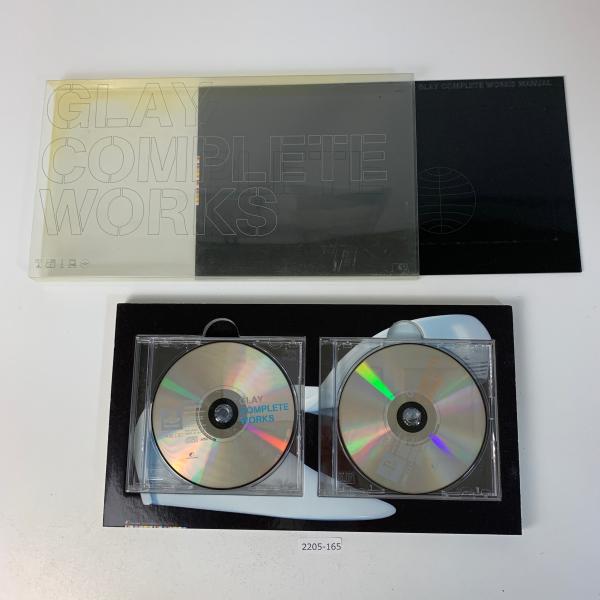 GLAY
COMPLETE
WORKS
GLAY COMPLETE WORKS MANUAL
GLAY
COMPLETE
WORKS
2205-165